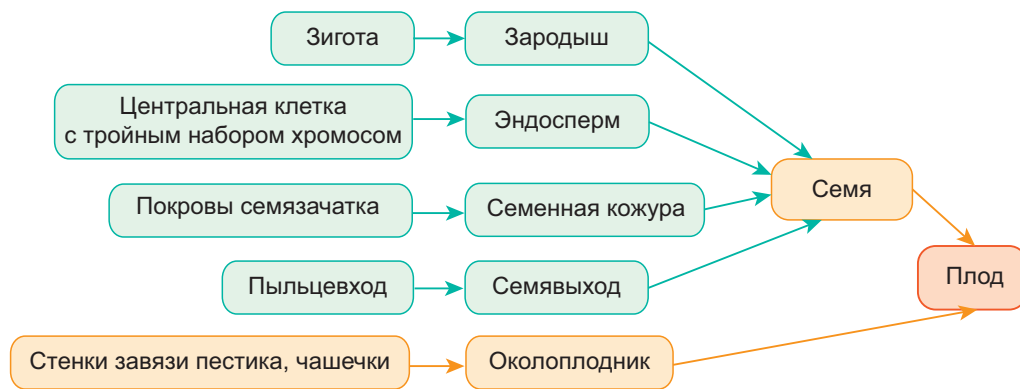 Зигота
Зародыш
Центральная клетка
с тройным набором хромосом
Эндосперм
Семя
Покровы семязачатка
Семенная кожура
Плод
Пыльцевход
Семявыход
Стенки завязи пестика, чашечки
Околоплодник